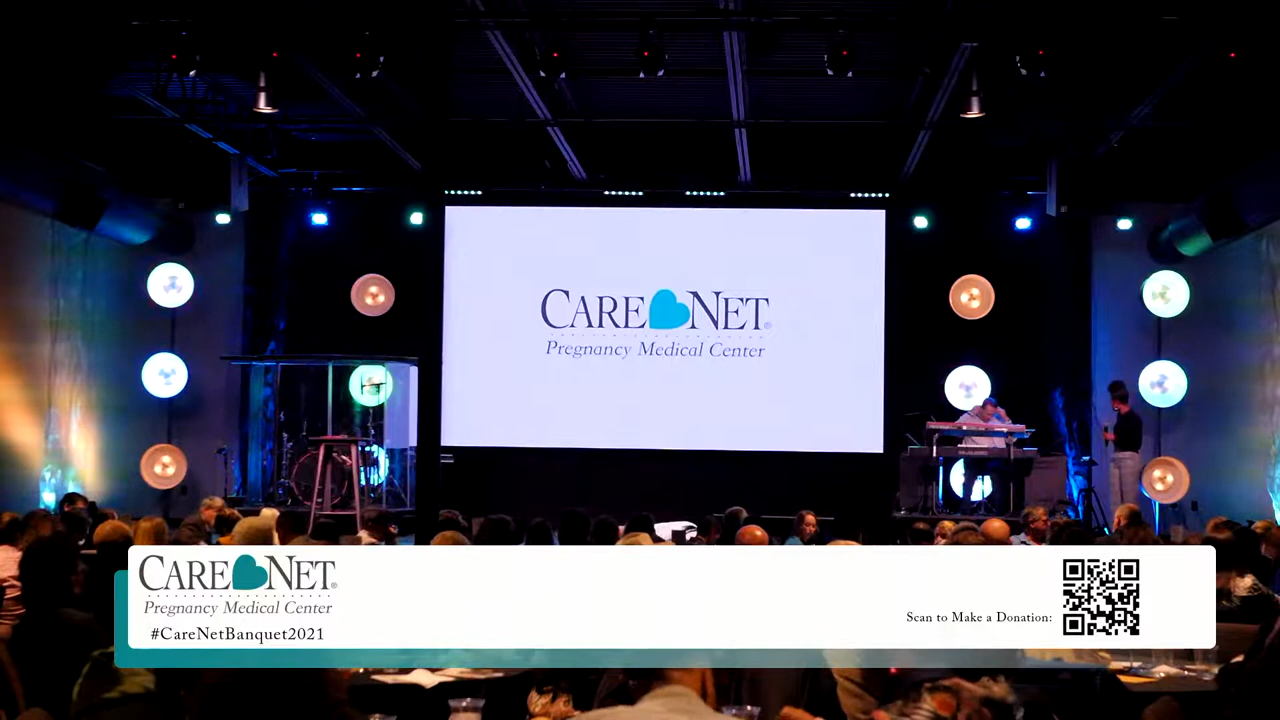 CARE NET®
Pregnancy Medical Center
CARE NET®
Pregnancy Medical Center
#CareNetBanquet2021
Scan to Make a Donation: